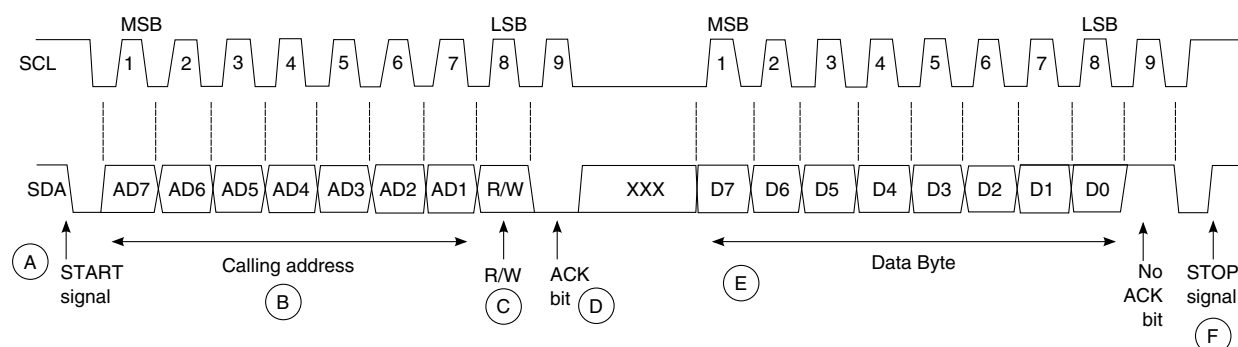 MSB LSB MSB LSB
SCL 1 2 3 4 5 6 7 8 9 1 2 3 4 5 6 7 8 9
SDA AD7 AD6 AD5 AD4 AD3 AD2 AD1 R/W XXX D7 D6 D5 D4 D3 D2 D1 D0
A
START
signal
Calling address
B
R/W
C
ACK
bit
D
E
Data Byte
No
ACK
bit
STOP
signal
F